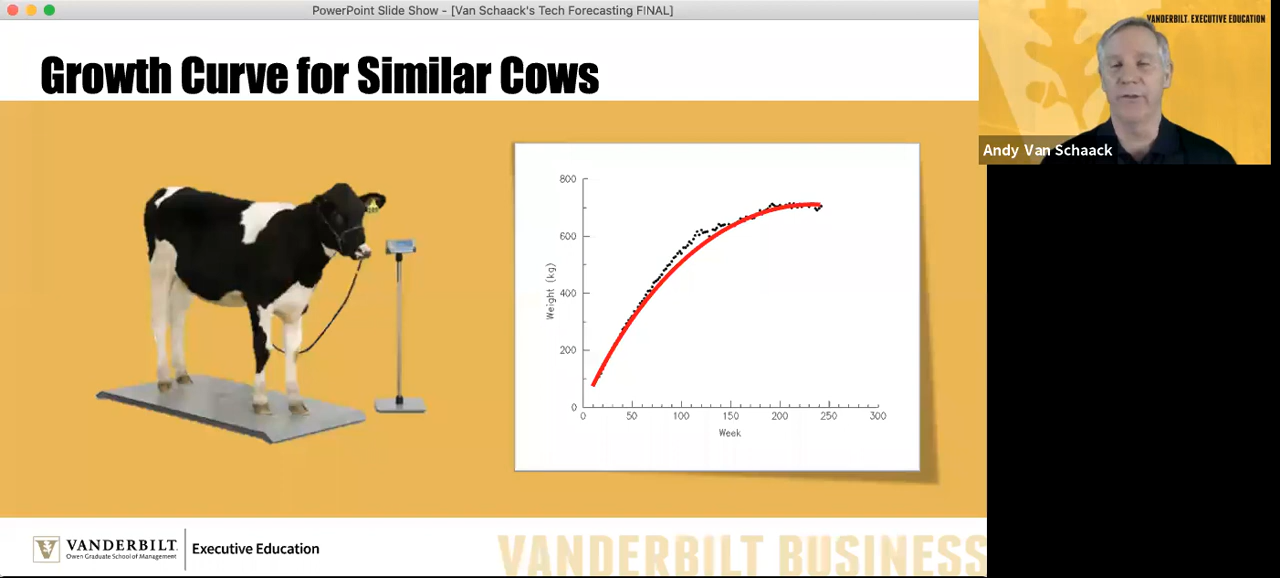 PowerPoint Slide Show - [Van Schaack's Tech Forecasting FINAL]
VANDERBILT. EXECUTIVE EDUCATION
Growth Curve for Similar Cows
Andy Van Schaack
800
600
400
200
0
Weight (kg)
0 50 100 150 200 250 300
Week
VANDERBILT
Owen Graduate School of Management
Executive Education
VANDERBILT BUSINESS